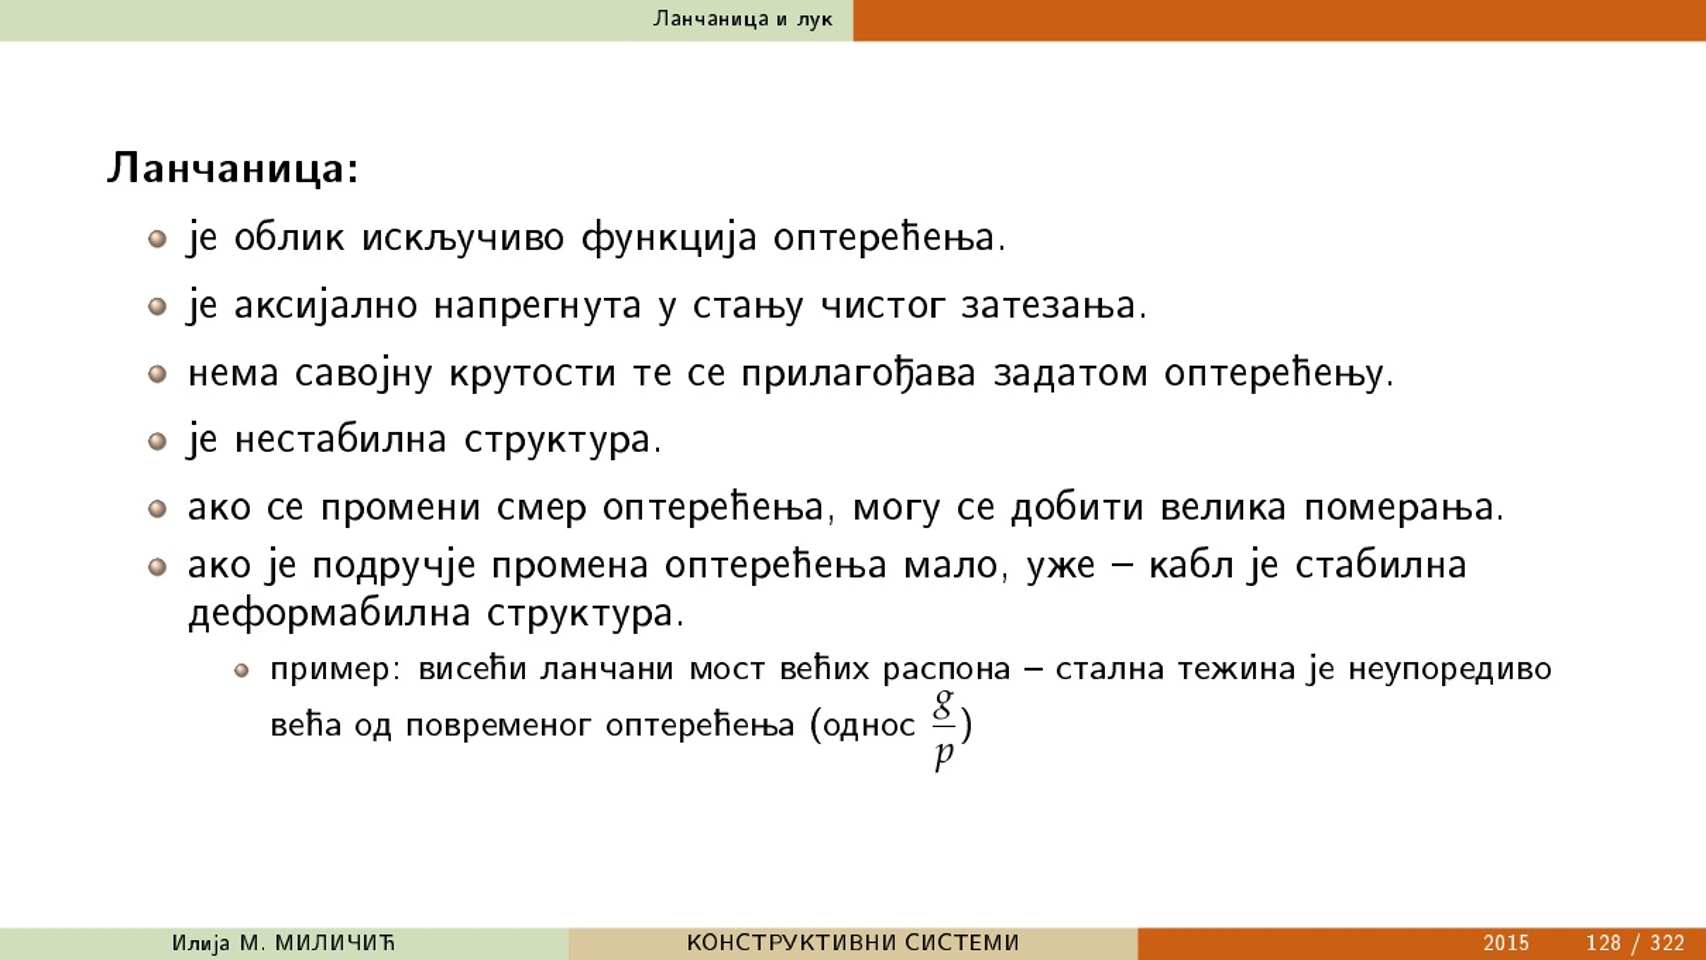 Ланчаница и лук
Ланчаница:
је облик искључиво функција оптерећења.
је аксијално напрегнута у стању чистог затезања.
нема савојну крутости те се прилагођава задатом оптерећењу.
је нестабилна структура.
ако се промени смер оптерећења, могу се добити велика померања.
ако је подручје промена оптерећења мало, уже – кабл је стабилна
деформабилна структура.
пример: висећи ланчани мост већих распона – стална тежина је неупоредиво
већа од повременог оптерећења (однос g/p)
Илија М. МИЛИЧИЋ КОНСТРУКТИВНИ СИСТЕМИ 2015 128 / 322